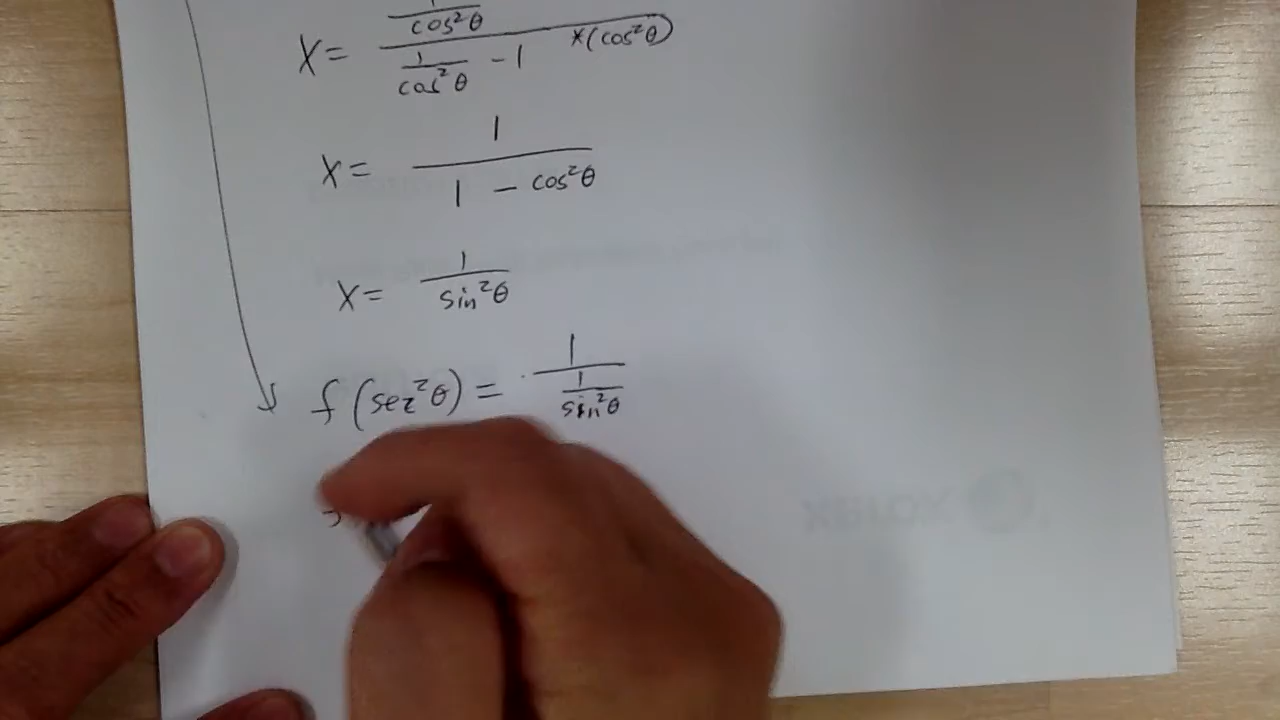 x = (1/cos²θ)/(1/cos²θ - 1) ×(cos²θ)
x = 1/(1 - cos²θ)
x = 1/sin²θ
f(sec²θ) = 1/(1/sin²θ)